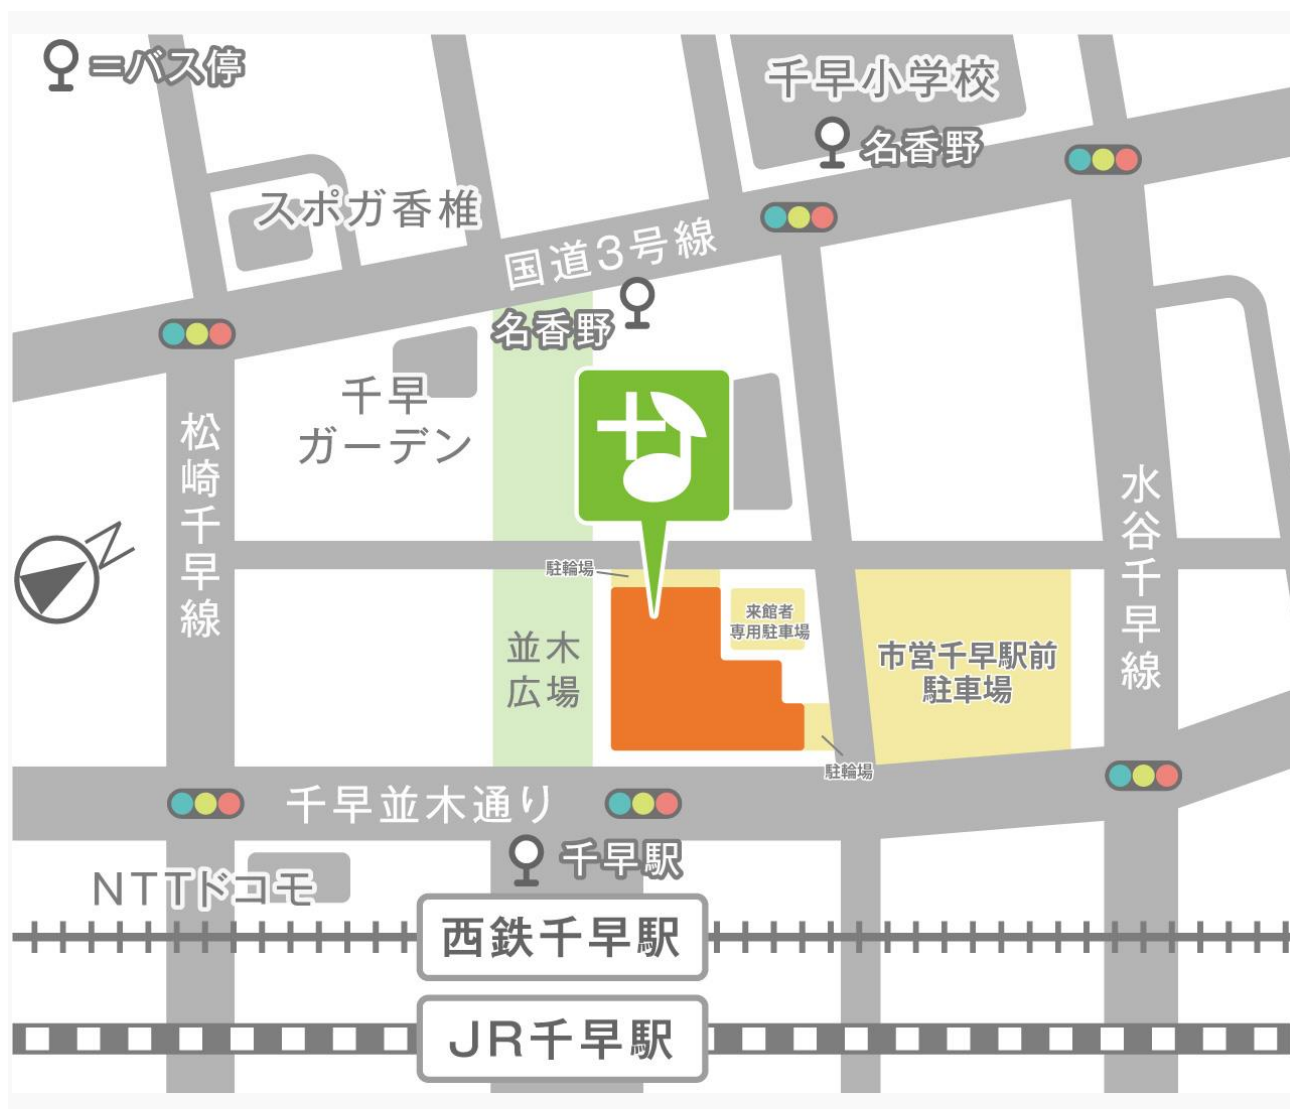 =バス停
千早小学校
名香野
スポガ香椎
国道3号線
名香野
千早
ガーデン
松崎千早線
水谷千早線
駐輪場
来館者
専用駐車場
並木
広場
市営千早駅前
駐車場
駐輪場
千早並木通り
千早駅
NTTドコモ
西鉄千早駅
JR千早駅